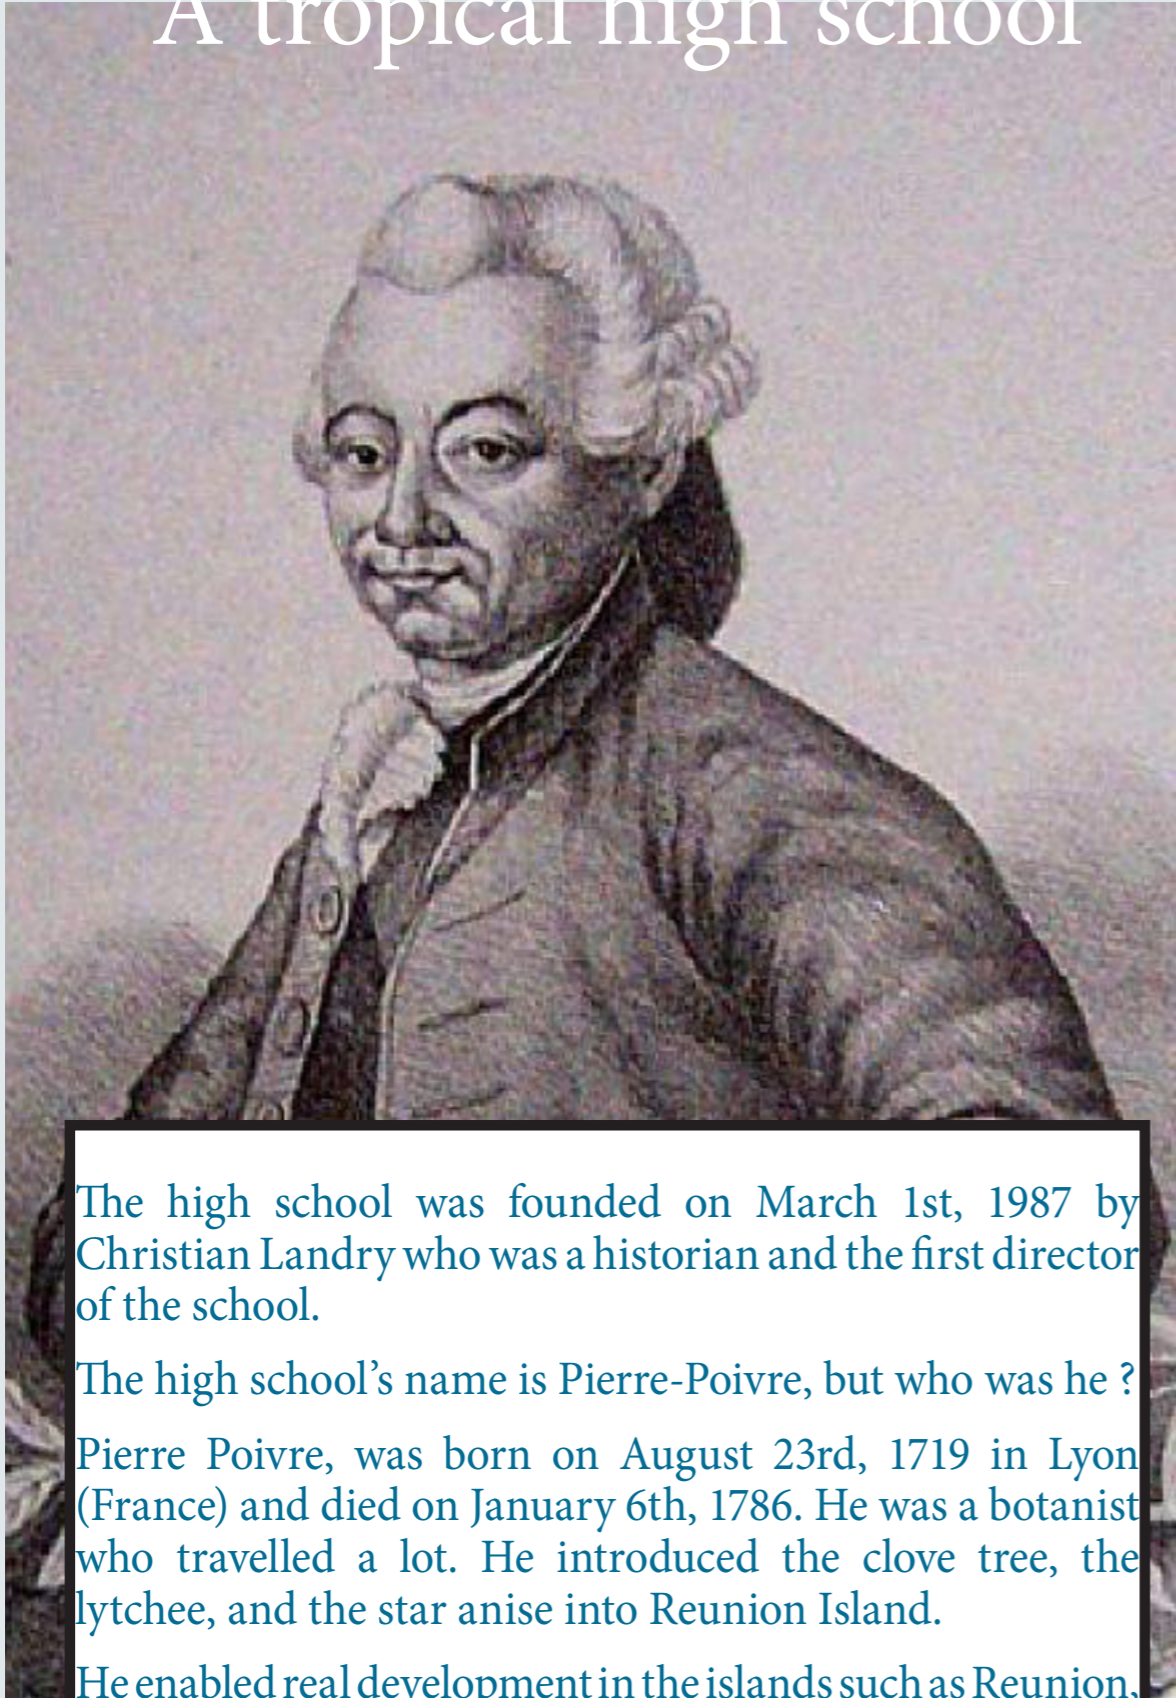 A tropical high school
The high school was founded on March 1st, 1987 by
Christian Landry who was a historian and the first director
of the school.
The high school’s name is Pierre-Poivre, but who was he ?
Pierre Poivre, was born on August 23rd, 1719 in Lyon
(France) and died on January 6th, 1786. He was a botanist
who travelled a lot. He introduced the clove tree, the
lytchee, and the star anise into Reunion Island.
He enabled real development in the islands such as Reunion,